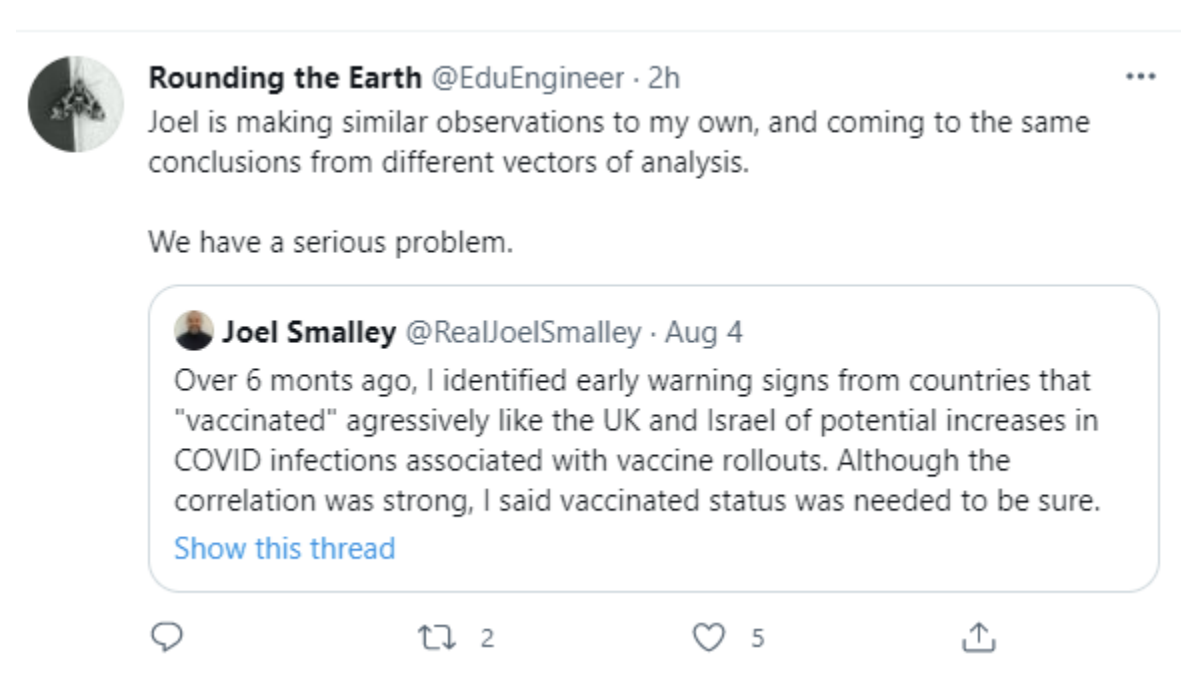 Rounding the Earth @EduEngineer · 2h
Joel is making similar observations to my own, and coming to the same
conclusions from different vectors of analysis.
We have a serious problem.
Joel Smalley @RealJoelSmalley · Aug 4
Over 6 monts ago, I identified early warning signs from countries that
"vaccinated" agressively like the UK and Israel of potential increases in
COVID infections associated with vaccine rollouts. Although the
correlation was strong, I said vaccinated status was needed to be sure.
Show this thread
2 5